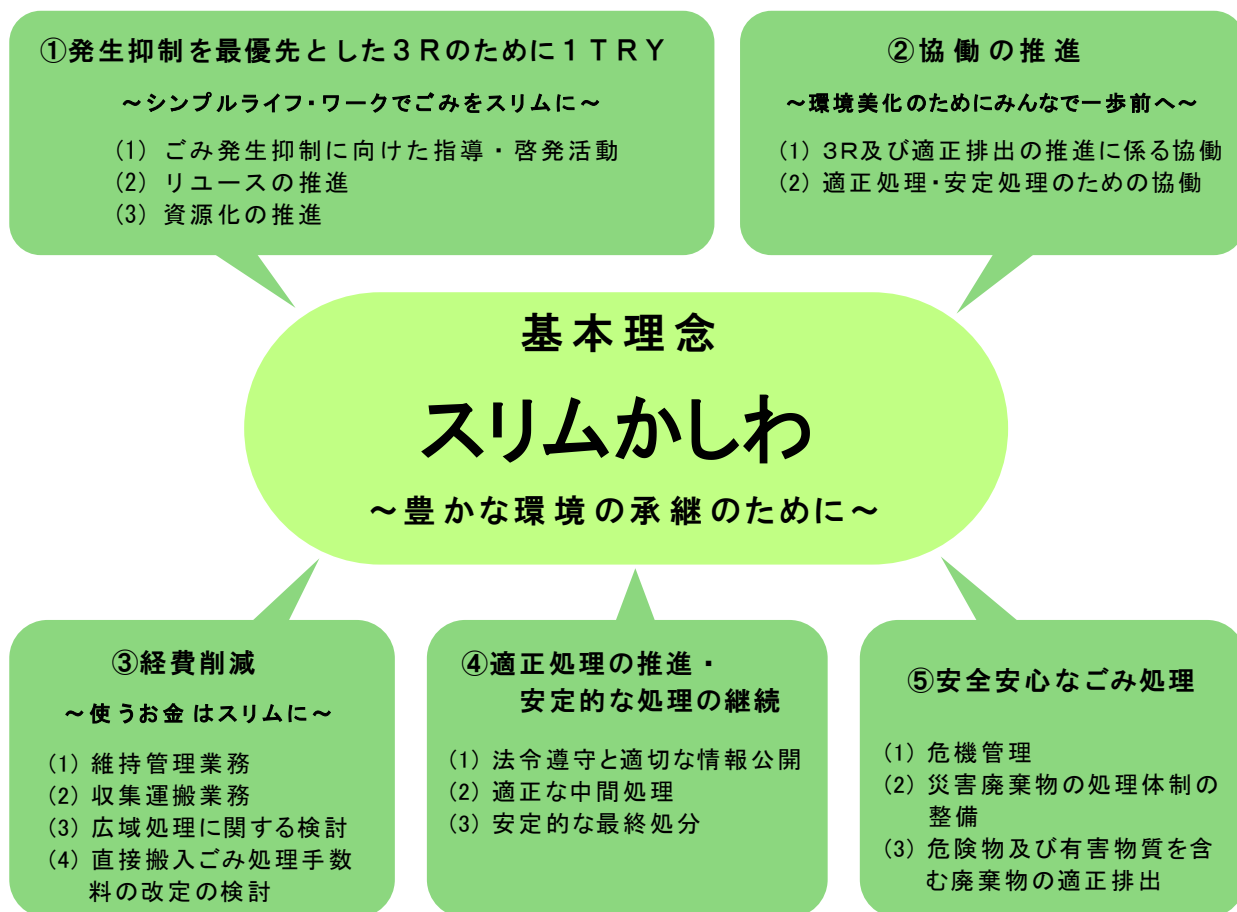 ①発生抑制を最優先とした3Rのために1TRY
～シンプルライフ・ワークでごみをスリムに～
(1) ごみ発生抑制に向けた指導・啓発活動
(2) リユースの推進
(3) 資源化の推進
②協働の推進
～環境美化のためにみんなで一歩前へ～
(1) 3R及び適正排出の推進に係る協働
(2) 適正処理・安定処理のための協働
基本理念
スリムかしわ
～豊かな環境の承継のために～
③経費削減
～使うお金はスリムに～
(1) 維持管理業務
(2) 収集運搬業務
(3) 広域処理に関する検討
(4) 直接搬入ごみ処理手数
料の改定の検討
④適正処理の推進・
安定的な処理の継続
(1) 法令遵守と適切な情報公開
(2) 適正な中間処理
(3) 安定的な最終処分
⑤安全安心なごみ処理
(1) 危機管理
(2) 災害廃棄物の処理体制の
整備
(3) 危険物及び有害物質を含
む廃棄物の適正排出